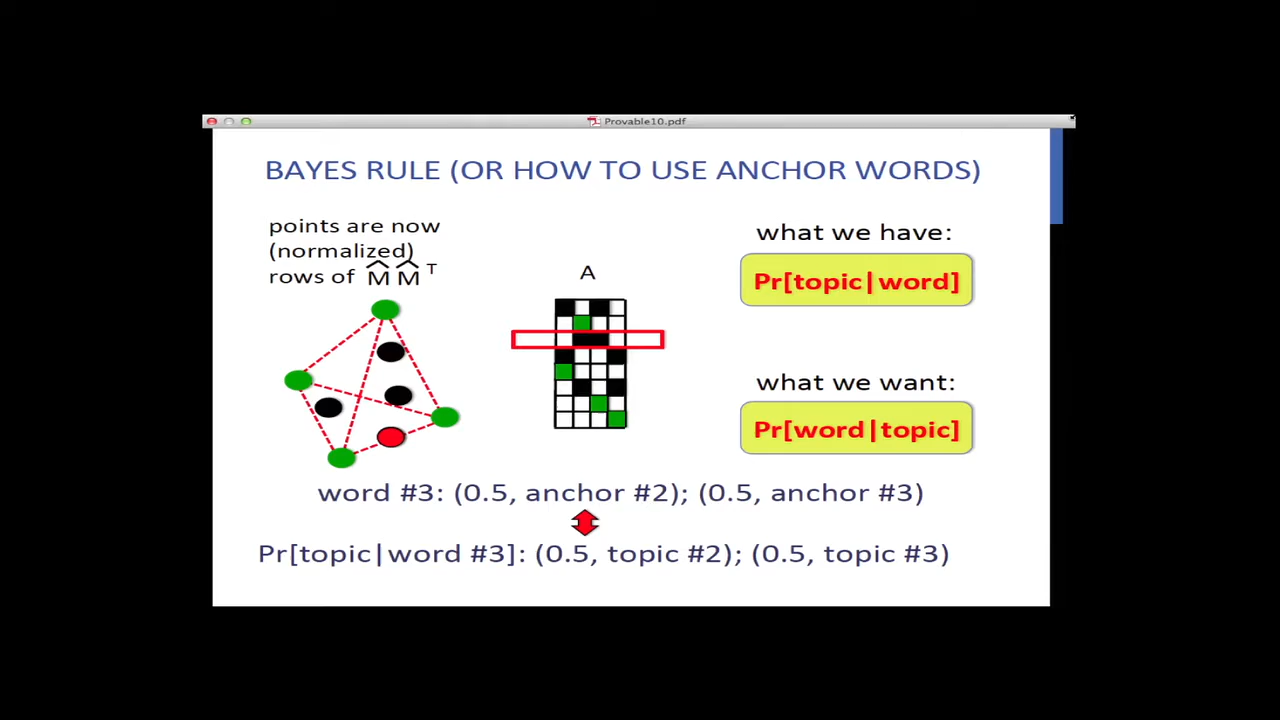 Provable10.pdf
BAYES RULE (OR HOW TO USE ANCHOR WORDS)
points are now
(normalized)
rows of M̂ M̂ᵀ
A
what we have:
Pr[topic|word]
what we want:
Pr[word|topic]
word #3: (0.5, anchor #2); (0.5, anchor #3)
Pr[topic|word #3]: (0.5, topic #2); (0.5, topic #3)